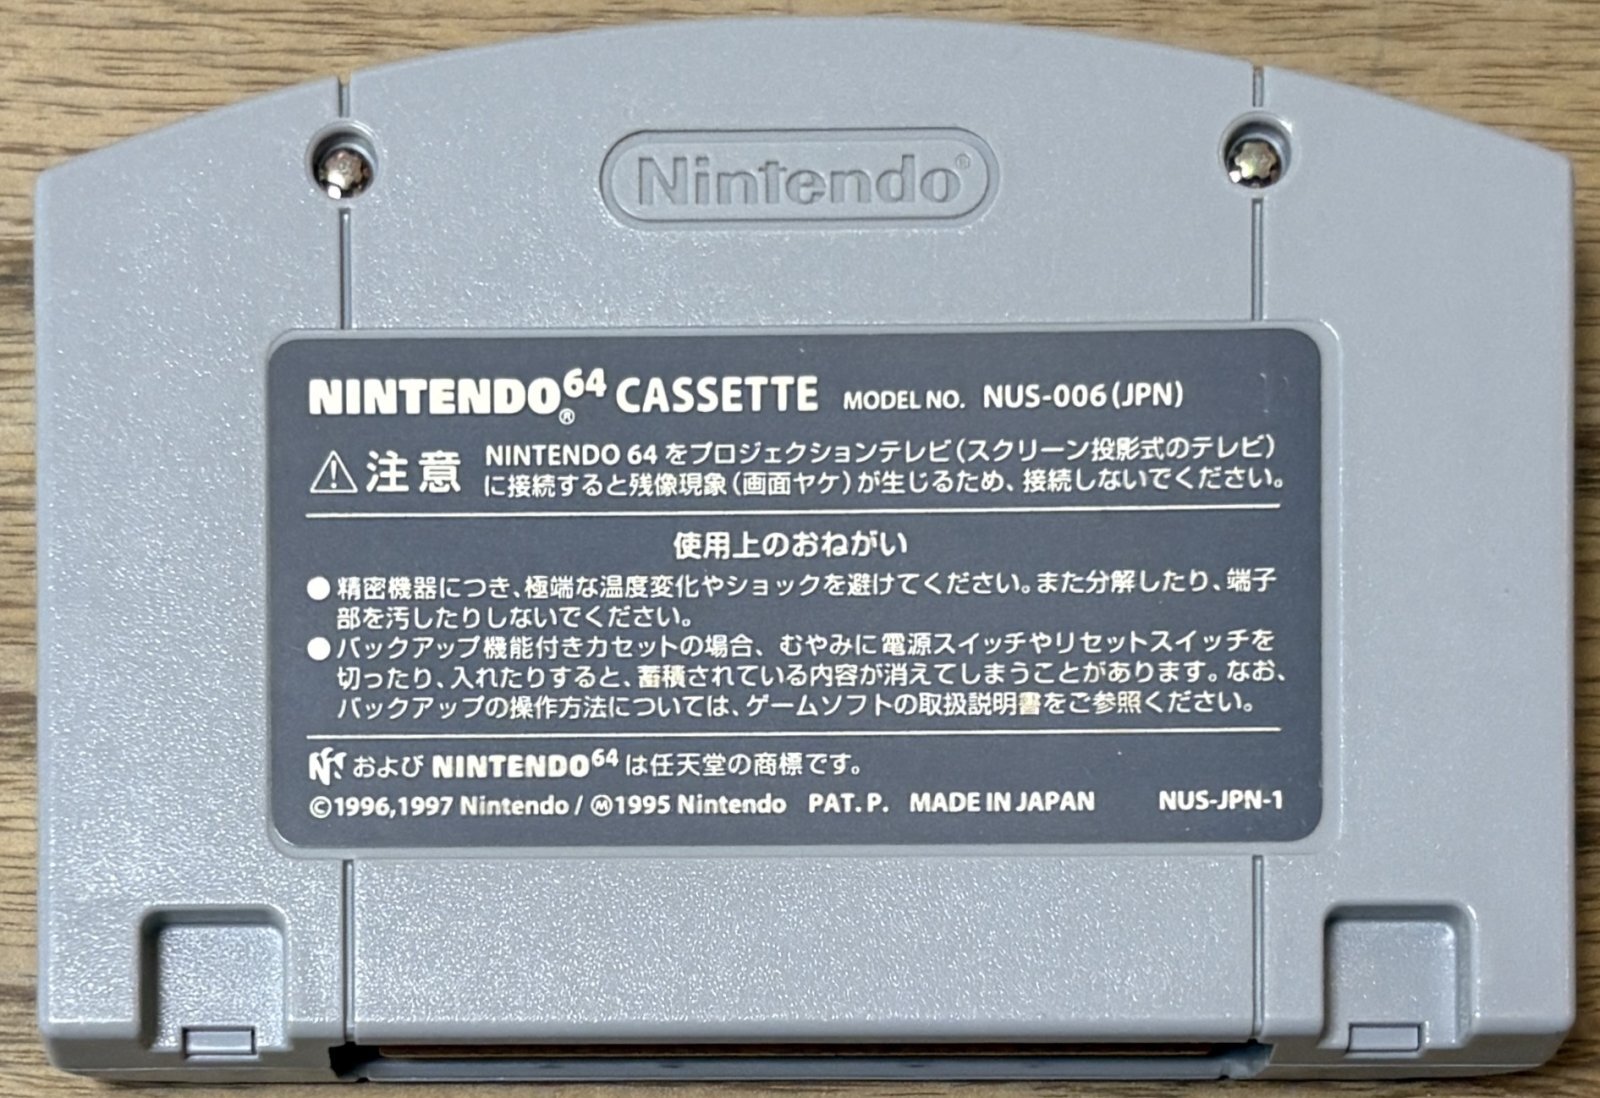 Nintendo®
NINTENDO®64 CASSETTE MODEL NO. NUS-006(JPN)
⚠注意 NINTENDO 64をプロジェクションテレビ(スクリーン投影式のテレビ)
に接続すると残像現象(画面ヤケ)が生じるため、接続しないでください。
使用上のおねがい
●精密機器につき、極端な温度変化やショックを避けてください。また分解したり、端子
部を汚したりしないでください。
●バックアップ機能付きカセットの場合、むやみに電源スイッチやリセットスイッチを
切ったり、入れたりすると、蓄積されている内容が消えてしまうことがあります。なお、
バックアップの操作方法については、ゲームソフトの取扱説明書をご参照ください。
および NINTENDO64は任天堂の商標です。
©1996,1997 Nintendo / Ⓜ1995 Nintendo PAT. P. MADE IN JAPAN NUS-JPN-1